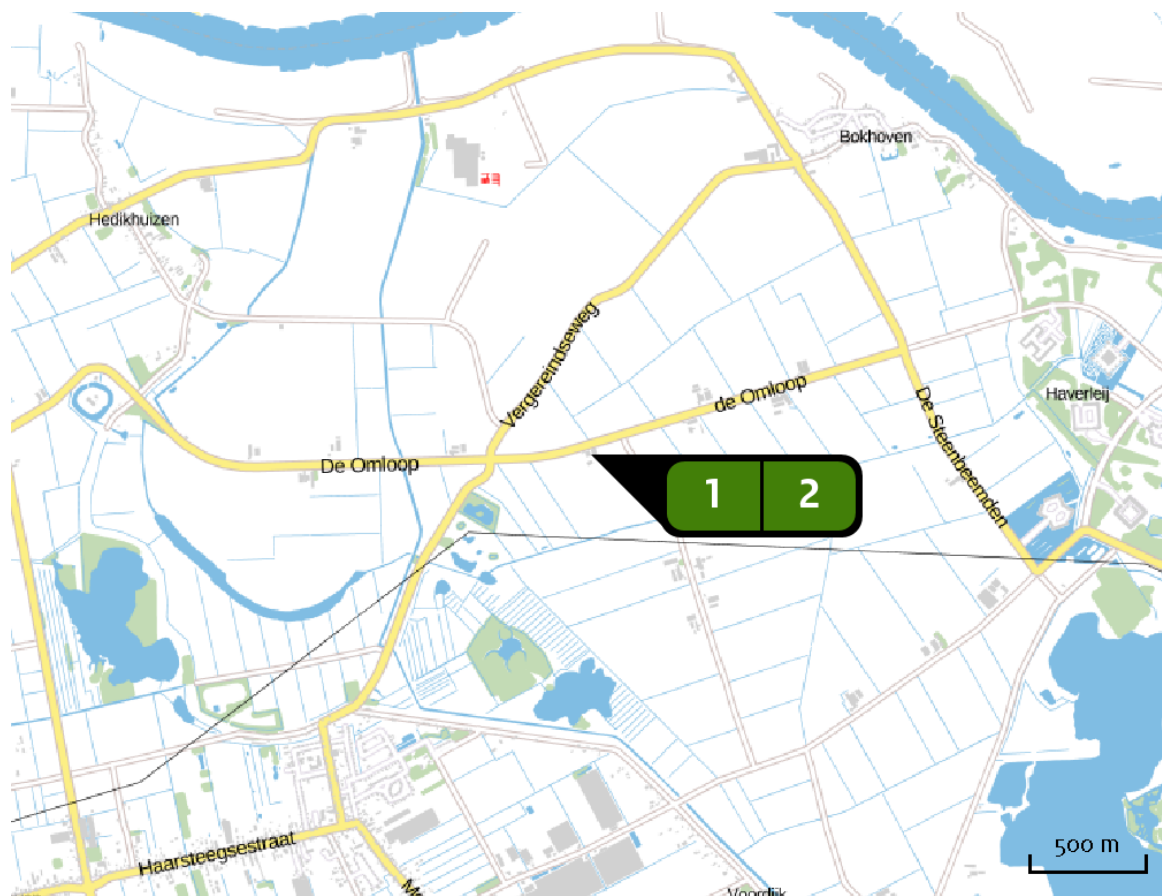 Bokhoven
Hedikhuizen
Vergereindseweg
de Omloop
Haverleij
De Steenbeemden
De Omloop
1 2
500 m
Haarsteegsestraat